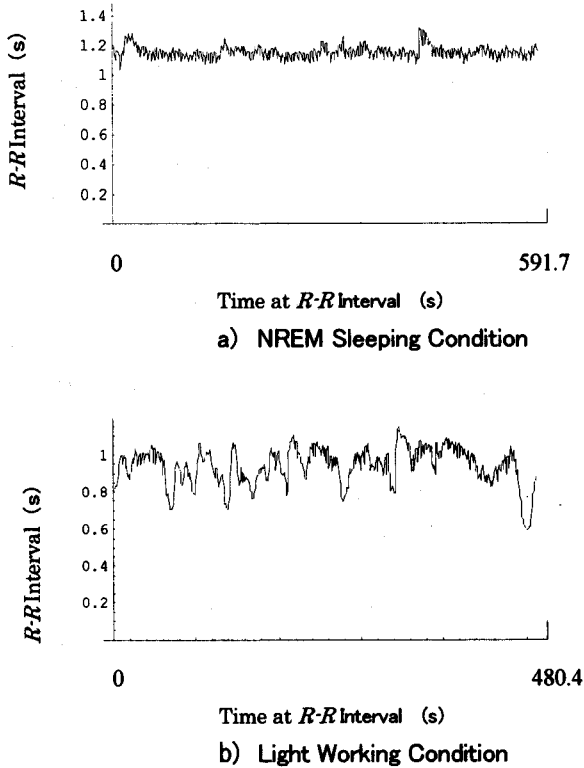 R-R Interval (s)
1.4
1.2
1
0.8
0.6
0.4
0.2
0
591.7
Time at R-R Interval (s)
a) NREM Sleeping Condition
R-R Interval (s)
1
0.8
0.6
0.4
0.2
0
480.4
Time at R-R Interval (s)
b) Light Working Condition